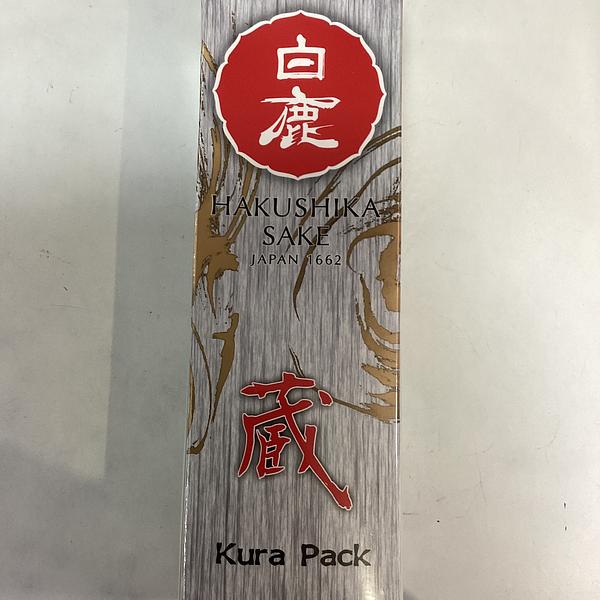 白
鹿
HAKUSHIKA
SAKE
JAPAN 1662
蔵
Kura Pack